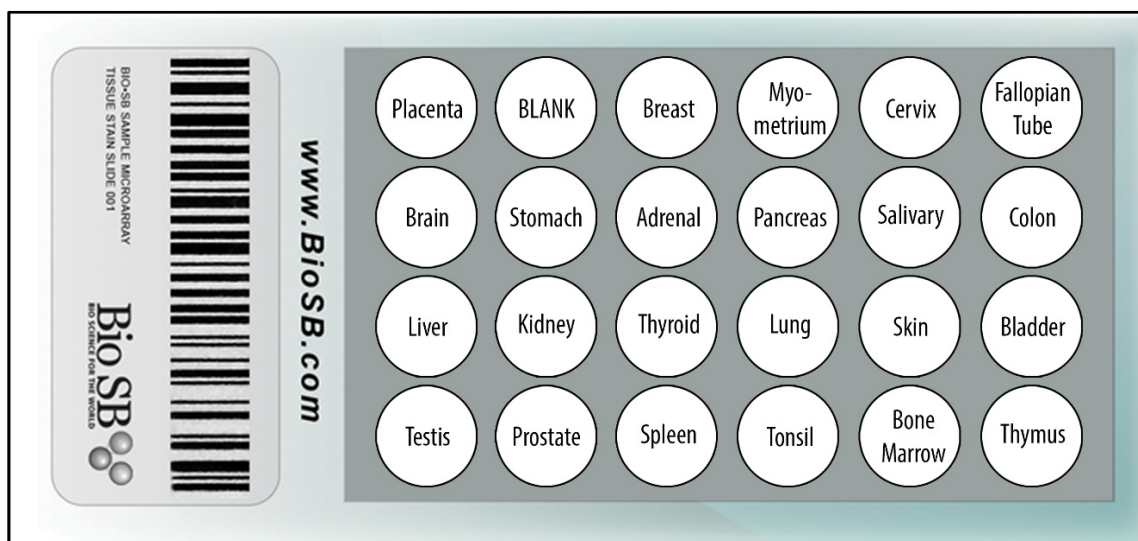 BIO•SB SAMPLE MICROARRAY
TISSUE STAIN SLIDE 001
Bio SB
BIO SCIENCE FOR THE WORLD
www.BioSB.com
Placenta
BLANK
Breast
Myo-
metrium
Cervix
Fallopian
Tube
Brain
Stomach
Adrenal
Pancreas
Salivary
Colon
Liver
Kidney
Thyroid
Lung
Skin
Bladder
Testis
Prostate
Spleen
Tonsil
Bone
Marrow
Thymus